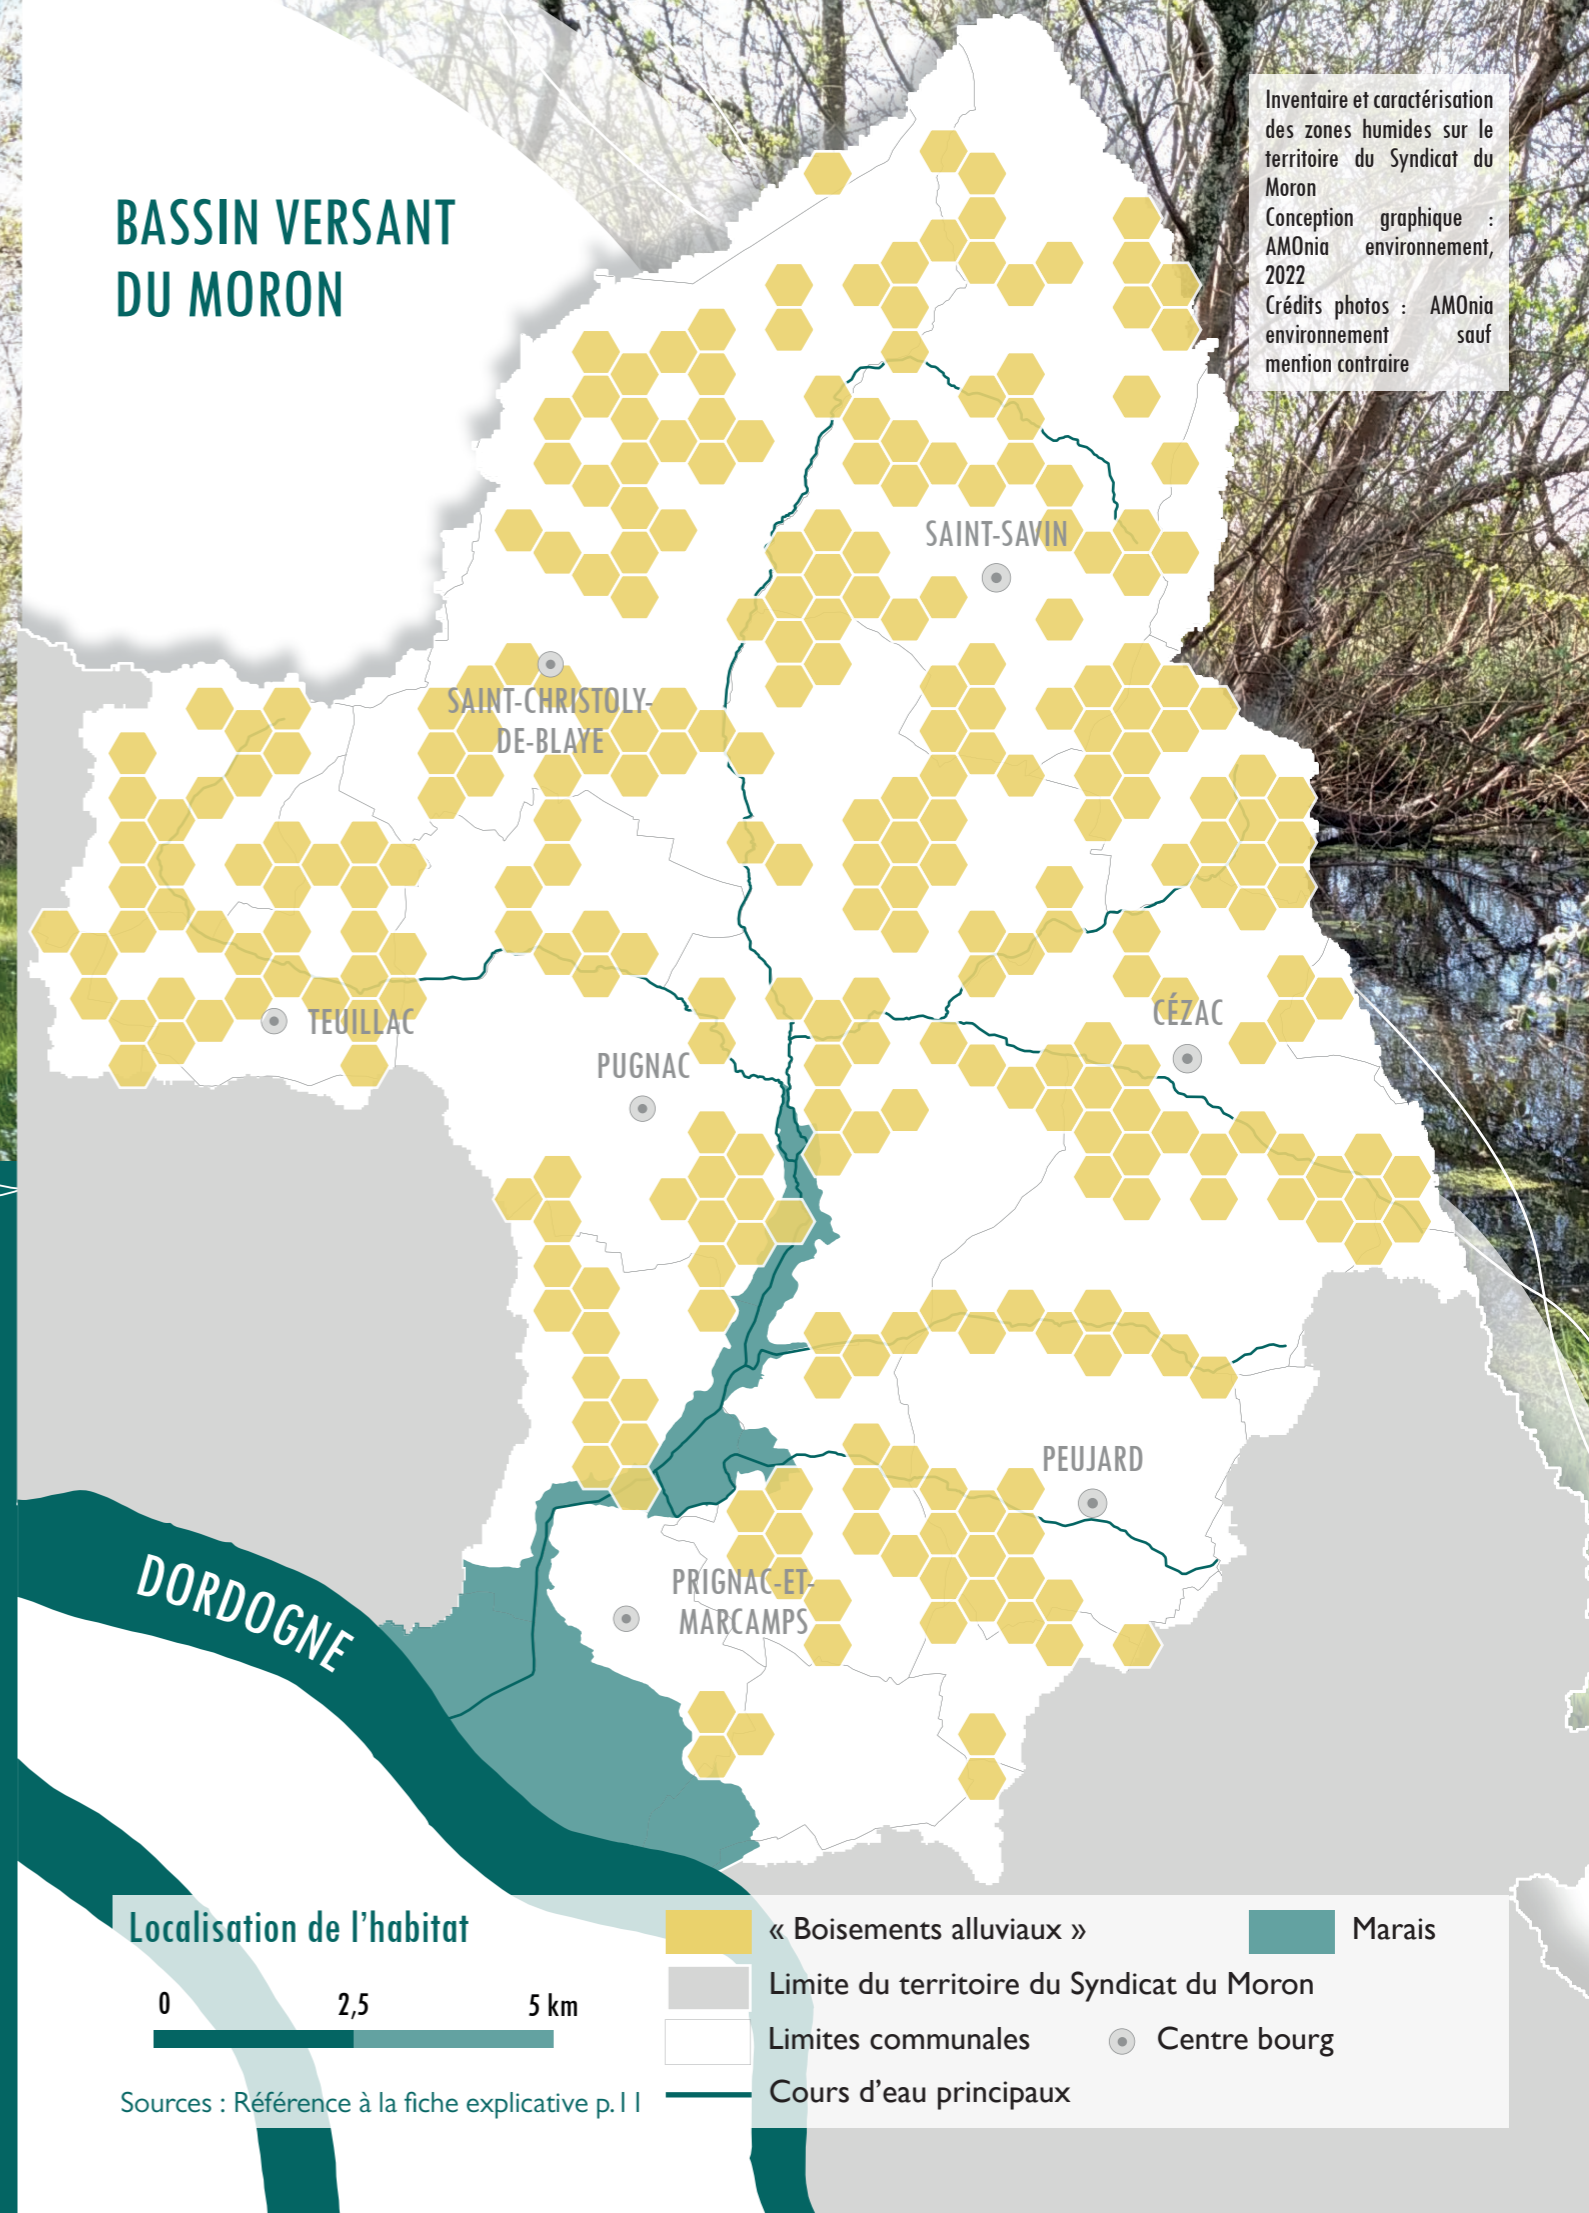 BASSIN VERSANT
DU MORON
Inventaire et caractérisation
des zones humides sur le
territoire du Syndicat du
Moron
Conception graphique :
AMOnia environnement,
2022
Crédits photos : AMOnia
environnement sauf
mention contraire
SAINT-SAVIN
SAINT-CHRISTOLY-
DE-BLAYE
TEUILLAC
CÉZAC
PUGNAC
PEUJARD
PRIGNAC-ET-
MARCAMPS
DORDOGNE
Localisation de l'habitat
0 2,5 5 km
Sources : Référence à la fiche explicative p.11
« Boisements alluviaux »
Marais
Limite du territoire du Syndicat du Moron
Limites communales
Centre bourg
Cours d'eau principaux